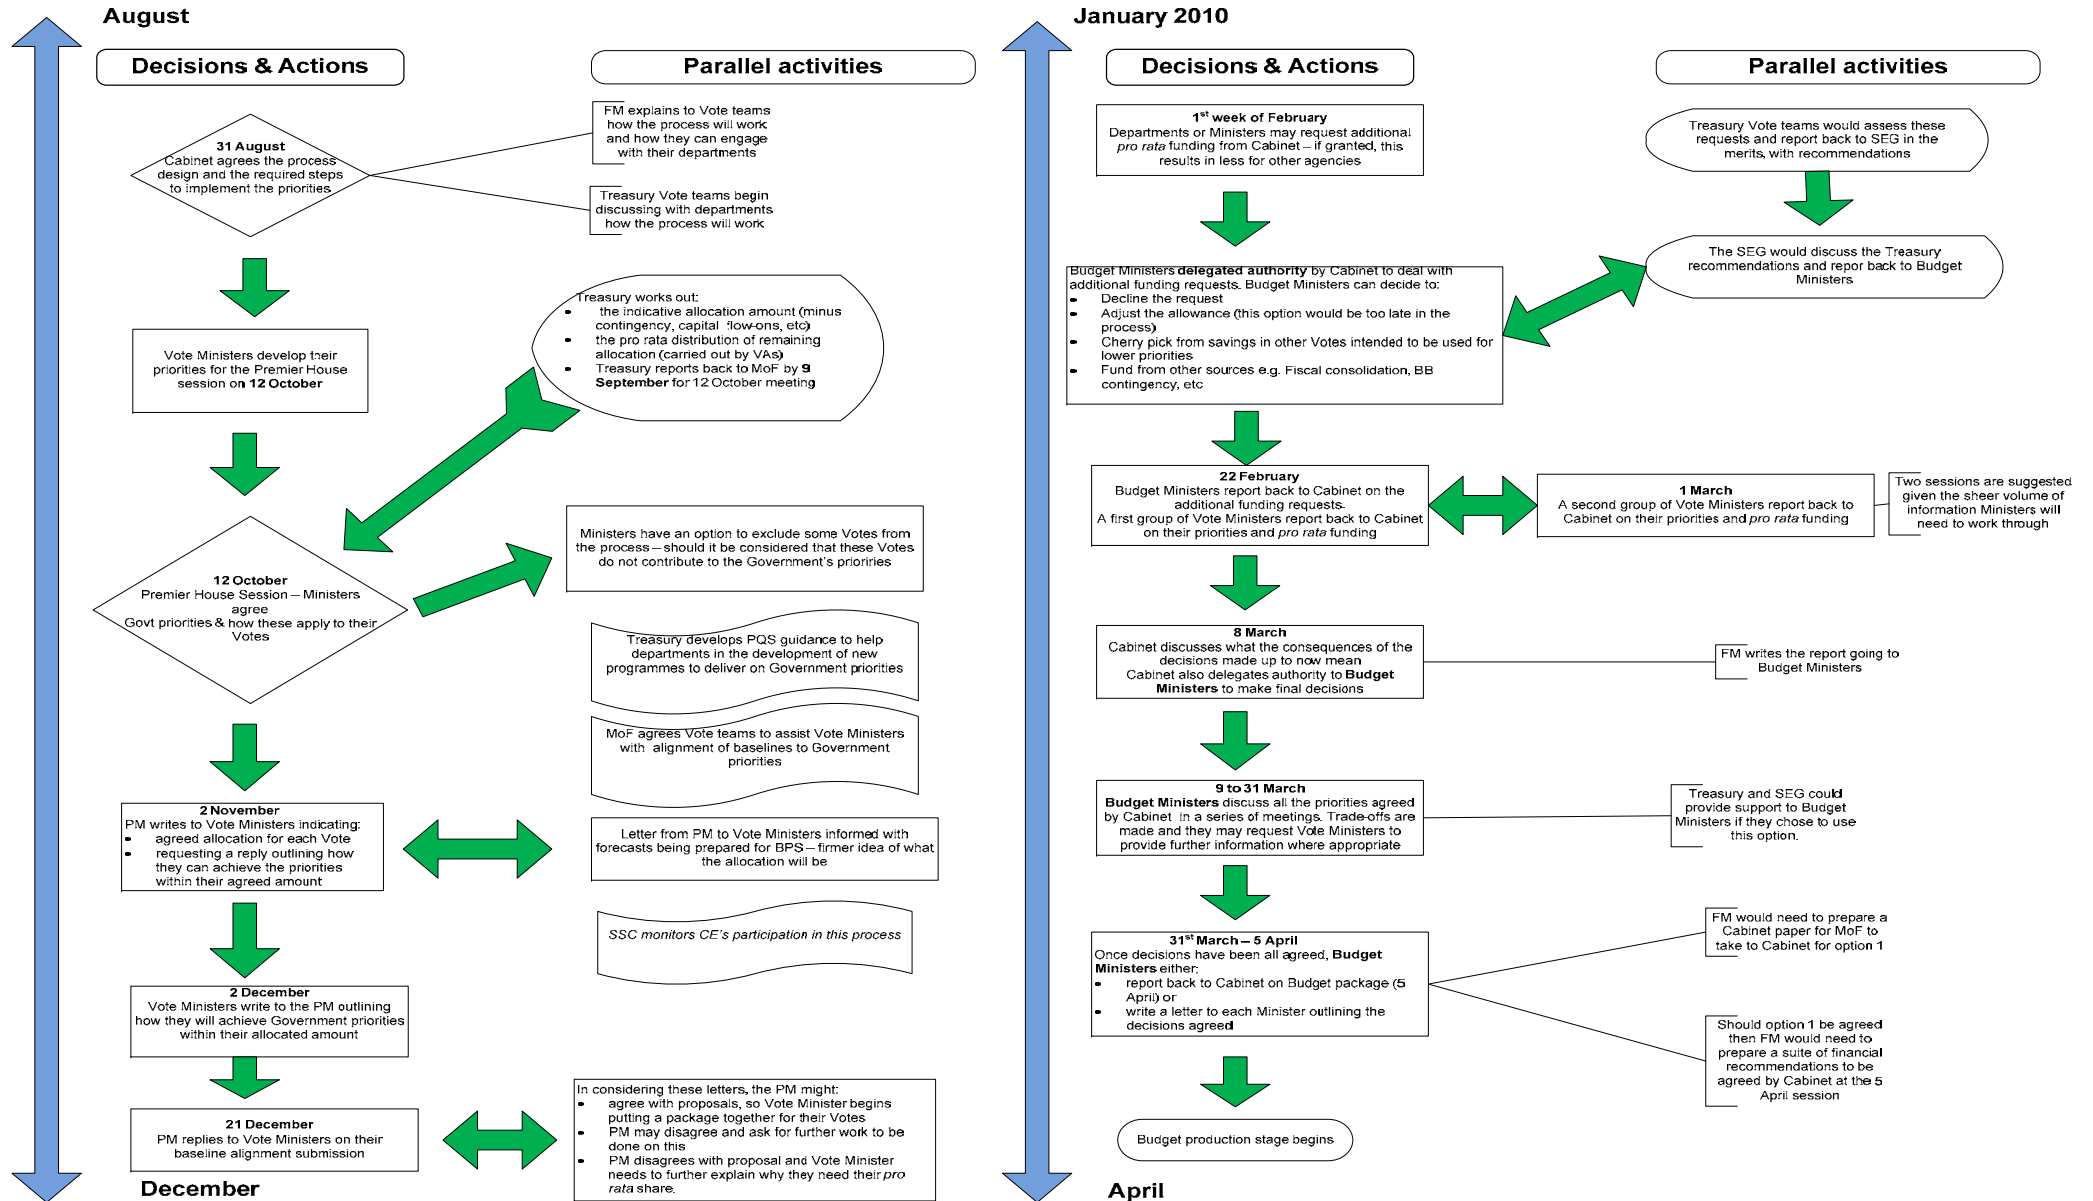 August
Decisions & Actions
Parallel activities
31 August
Cabinet agrees the process
design and the required steps
to implement the priorities
FM explains to Vote teams
how the process will work
and how they can engage
with their departments
Treasury Vote teams begin
discussing with departments
how the process will work
Vote Ministers develop their
priorities for the Premier House
session on 12 October
Treasury works out:
• the indicative allocation amount (minus
contingency, capital flow-ons, etc)
• the pro rata distribution of remaining
allocation (carried out by VAs)
• Treasury reports back to MoF by 9
September for 12 October meeting
12 October
Premier House Session – Ministers
agree
Govt priorities & how these apply to their
Votes
Ministers have an option to exclude some Votes from
the process – should it be considered that these Votes
do not contribute to the Government's prioriries
Treasury develops PQS guidance to help
departments in the development of new
programmes to deliver on Government priorities
MoF agrees Vote teams to assist Vote Ministers
with alignment of baselines to Government
priorities
2 November
PM writes to Vote Ministers indicating:
• agreed allocation for each Vote
• requesting a reply outlining how
they can achieve the priorities
within their agreed amount
Letter from PM to Vote Ministers informed with
forecasts being prepared for BPS – firmer idea of what
the allocation will be
SSC monitors CE's participation in this process
2 December
Vote Ministers write to the PM outlining
how they will achieve Government priorities
within their allocated amount
21 December
PM replies to Vote Ministers on their
baseline alignment submission
In considering these letters, the PM might:
• agree with proposals, so Vote Minister begins
putting a package together for their Votes
• PM may disagree and ask for further work to be
done on this
• PM disagrees with proposal and Vote Minister
needs to further explain why they need their pro
rata share.
December
January 2010
Decisions & Actions
Parallel activities
1st week of February
Departments or Ministers may request additional
pro rata funding from Cabinet – if granted, this
results in less for other agencies
Treasury Vote teams would assess these
requests and report back to SEG in the
merits, with recommendations
The SEG would discuss the Treasury
recommendations and repor back to Budget
Ministers
Budget Ministers delegated authority by Cabinet to deal with
additional funding requests. Budget Ministers can decide to:
• Decline the request
• Adjust the allowance (this option would be too late in the
process)
• Cherry pick from savings in other Votes intended to be used for
lower priorities
• Fund from other sources e.g. Fiscal consolidation, BB
contingency, etc
22 February
Budget Ministers report back to Cabinet on the
additional funding requests.
A first group of Vote Ministers report back to Cabinet
on their priorities and pro rata funding
1 March
A second group of Vote Ministers report back to
Cabinet on their priorities and pro rata funding
Two sessions are suggested
given the sheer volume of
information Ministers will
need to work through
8 March
Cabinet discusses what the consequences of the
decisions made up to now mean
Cabinet also delegates authority to Budget
Ministers to make final decisions
FM writes the report going to
Budget Ministers
9 to 31 March
Budget Ministers discuss all the priorities agreed
by Cabinet in a series of meetings. Trade-offs are
made and they may request Vote Ministers to
provide further information where appropriate
Treasury and SEG could
provide support to Budget
Ministers if they chose to use
this option.
31st March – 5 April
Once decisions have been all agreed, Budget
Ministers either:
• report back to Cabinet on Budget package (5
April) or
• write a letter to each Minister outlining the
decisions agreed
FM would need to prepare a
Cabinet paper for MoF to
take to Cabinet for option 1
Should option 1 be agreed
then FM would need to
prepare a suite of financial
recommendations to be
agreed by Cabinet at the 5
April session
Budget production stage begins
April